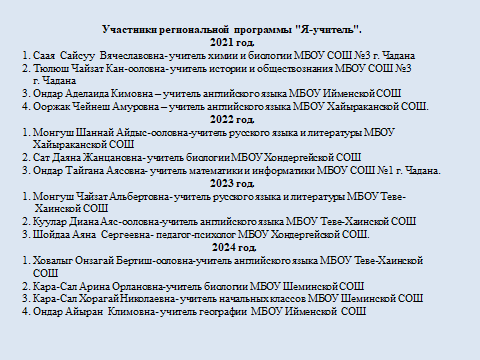 Участники региональной программы "Я-учитель".
2021 год.
1. Саая Сайсуу Вячеславовна- учитель химии и биологии МБОУ СОШ №3 г. Чадана
2. Тюлюш Чайзат Кан-ооловна- учитель истории и обществознания МБОУ СОШ №3
г. Чадана
3. Ондар Аделаида Кимовна – учитель английского языка МБОУ Ийменской СОШ
4. Ооржак Чейнеш Амуровна – учитель английского языка МБОУ Хайыраканской СОШ.
2022 год.
1. Монгуш Шаннай Айдыс-ооловна-учитель русского языка и литературы МБОУ
Хайыраканской СОШ
2. Сат Даяна Жанцановна- учитель биологии МБОУ Хондергейской СОШ
3. Ондар Тайгана Аясовна- учитель математики и информатики МБОУ СОШ №1 г. Чадана.
2023 год.
1. Монгуш Чайзат Альбертовна- учитель русского языка и литературы МБОУ Теве-
Хаинской СОШ
2. Куулар Диана Аяс-ооловна-учитель английского языка МБОУ Теве-Хаинской СОШ
3. Шойдаа Аяна Сергеевна- педагог-психолог МБОУ Хондергейской СОШ.
2024 год.
1. Ховалыг Онзагай Бертиш-ооловна-учитель английского языка МБОУ Теве-Хаинской
СОШ
2. Кара-Сал Арина Орлановна-учитель биологии МБОУ Шеминской СОШ
3. Кара-Сал Хорагай Николаевна- учитель начальных классов МБОУ Шеминской СОШ
4. Ондар Айыран Климовна- учитель географии МБОУ Ийменской СОШ